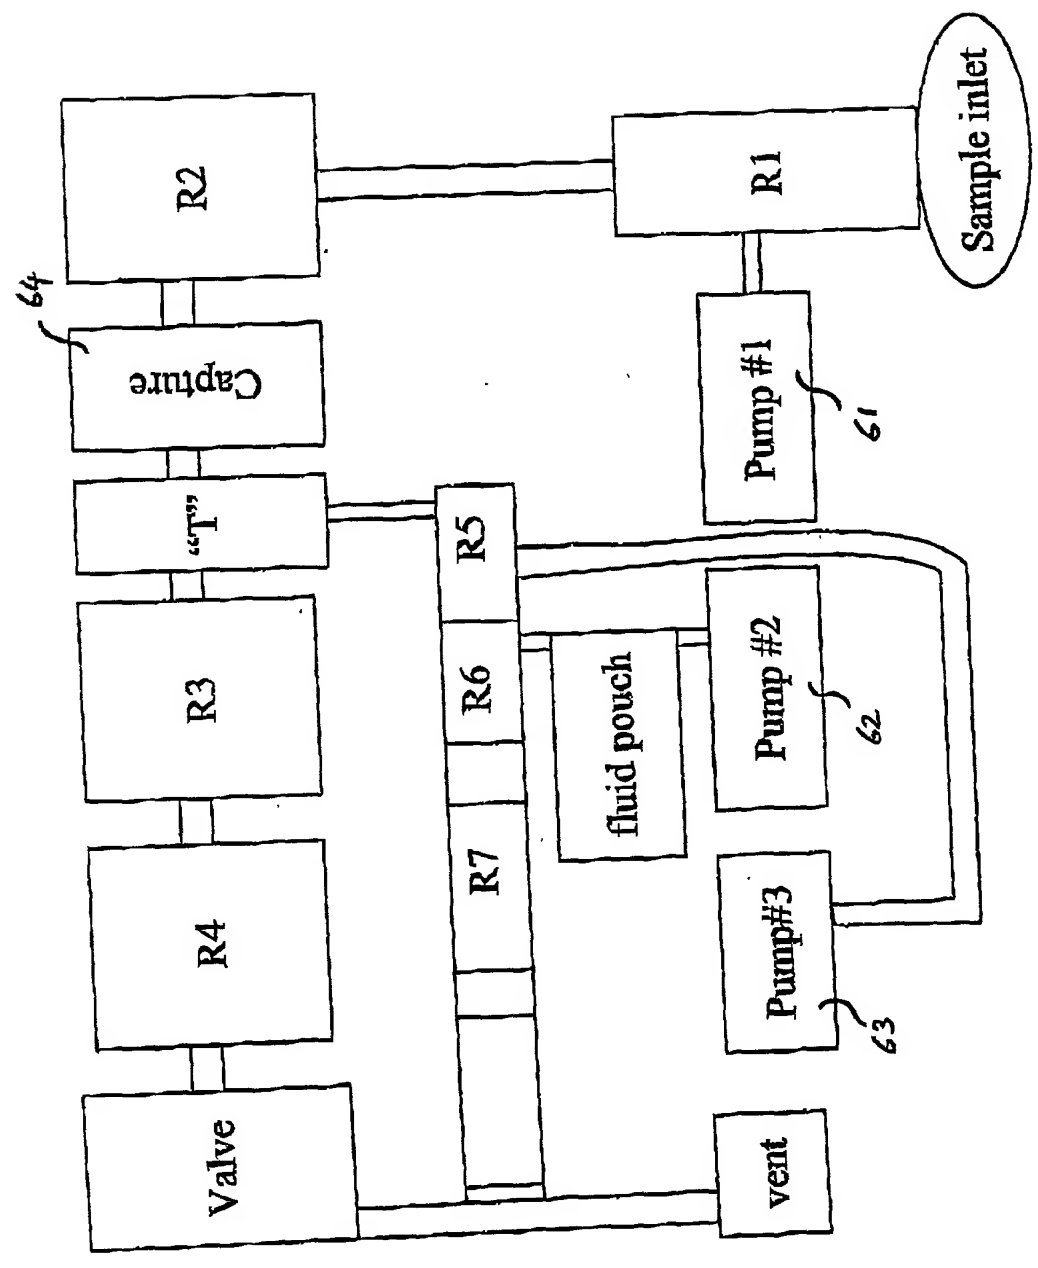 Valve
R4
R3
“T”
Capture
64
R2
R7
R6
R5
fluid pouch
vent
Pump#3
63
Pump #2
62
Pump #1
61
R1
Sample inlet